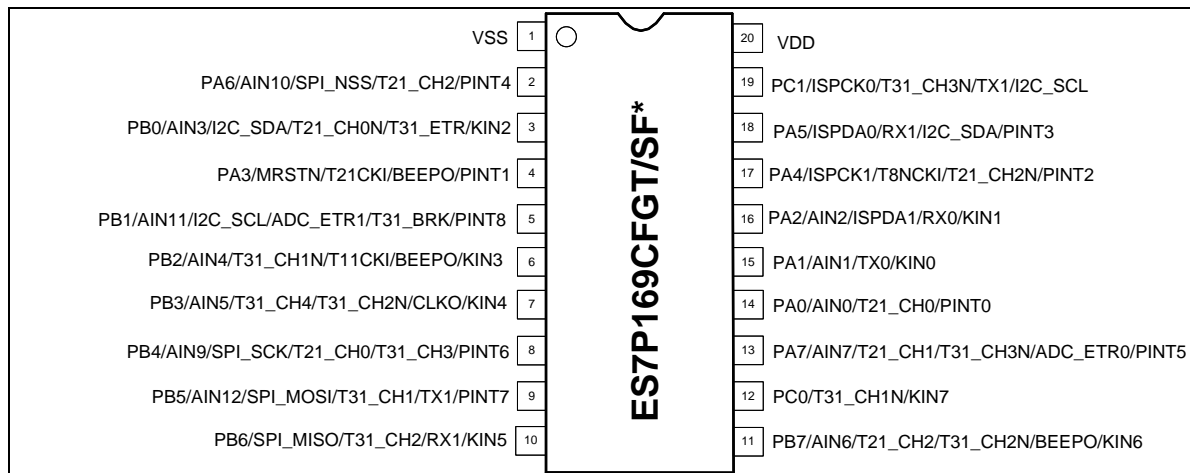 VSS 1
PA6/AIN10/SPI_NSS/T21_CH2/PINT4 2
PB0/AIN3/I2C_SDA/T21_CH0N/T31_ETR/KIN2 3
PA3/MRSTN/T21CKI/BEEPO/PINT1 4
PB1/AIN11/I2C_SCL/ADC_ETR1/T31_BRK/PINT8 5
PB2/AIN4/T31_CH1N/T11CKI/BEEPO/KIN3 6
PB3/AIN5/T31_CH4/T31_CH2N/CLKO/KIN4 7
PB4/AIN9/SPI_SCK/T21_CH0/T31_CH3/PINT6 8
PB5/AIN12/SPI_MOSI/T31_CH1/TX1/PINT7 9
PB6/SPI_MISO/T31_CH2/RX1/KIN5 10
ES7P169CFGT/SF*
20 VDD
19 PC1/ISPCK0/T31_CH3N/TX1/I2C_SCL
18 PA5/ISPDA0/RX1/I2C_SDA/PINT3
17 PA4/ISPCK1/T8NCKI/T21_CH2N/PINT2
16 PA2/AIN2/ISPDA1/RX0/KIN1
15 PA1/AIN1/TX0/KIN0
14 PA0/AIN0/T21_CH0/PINT0
13 PA7/AIN7/T21_CH1/T31_CH3N/ADC_ETR0/PINT5
12 PC0/T31_CH1N/KIN7
11 PB7/AIN6/T21_CH2/T31_CH2N/BEEPO/KIN6